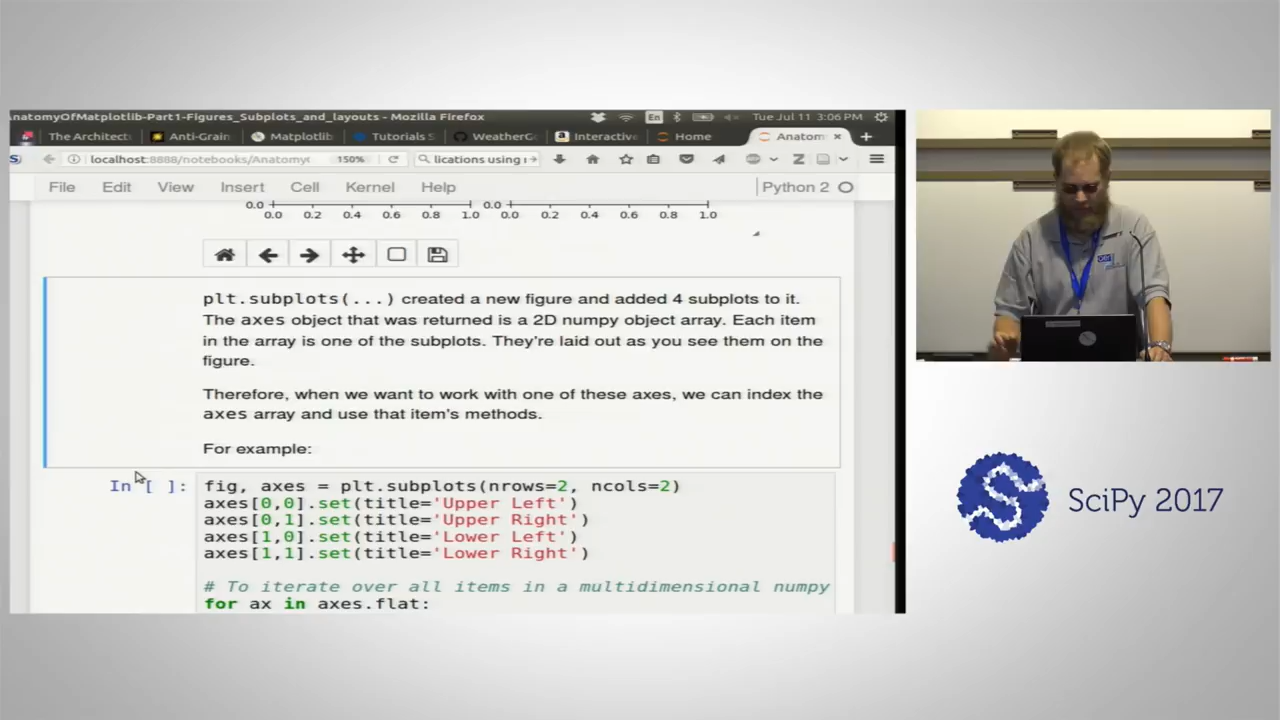 AnatomyOfMatplotlib-Part1-Figures_Subplots_and_layouts - Mozilla Firefox
En
Tue Jul 11 3:06 PM
The Architect
Anti-Grain
Matplotlib
Tutorials S
WeatherG
Interactive
Home
Anatom
localhost:8888/notebooks/Anatomy
150%
lications using
File Edit View Insert Cell Kernel Help
Python 2
0.0 0.0
0.0 0.2 0.4 0.6 0.8 1.0 0.0 0.2 0.4 0.6 0.8 1.0
plt.subplots(...) created a new figure and added 4 subplots to it.
The axes object that was returned is a 2D numpy object array. Each item
in the array is one of the subplots. They're laid out as you see them on the
figure.
Therefore, when we want to work with one of these axes, we can index the
axes array and use that item's methods.
For example:
In [ ]: fig, axes = plt.subplots(nrows=2, ncols=2)
axes[0,0].set(title='Upper Left')
axes[0,1].set(title='Upper Right')
axes[1,0].set(title='Lower Left')
axes[1,1].set(title='Lower Right')
# To iterate over all items in a multidimensional numpy
for ax in axes.flat:
SciPy 2017